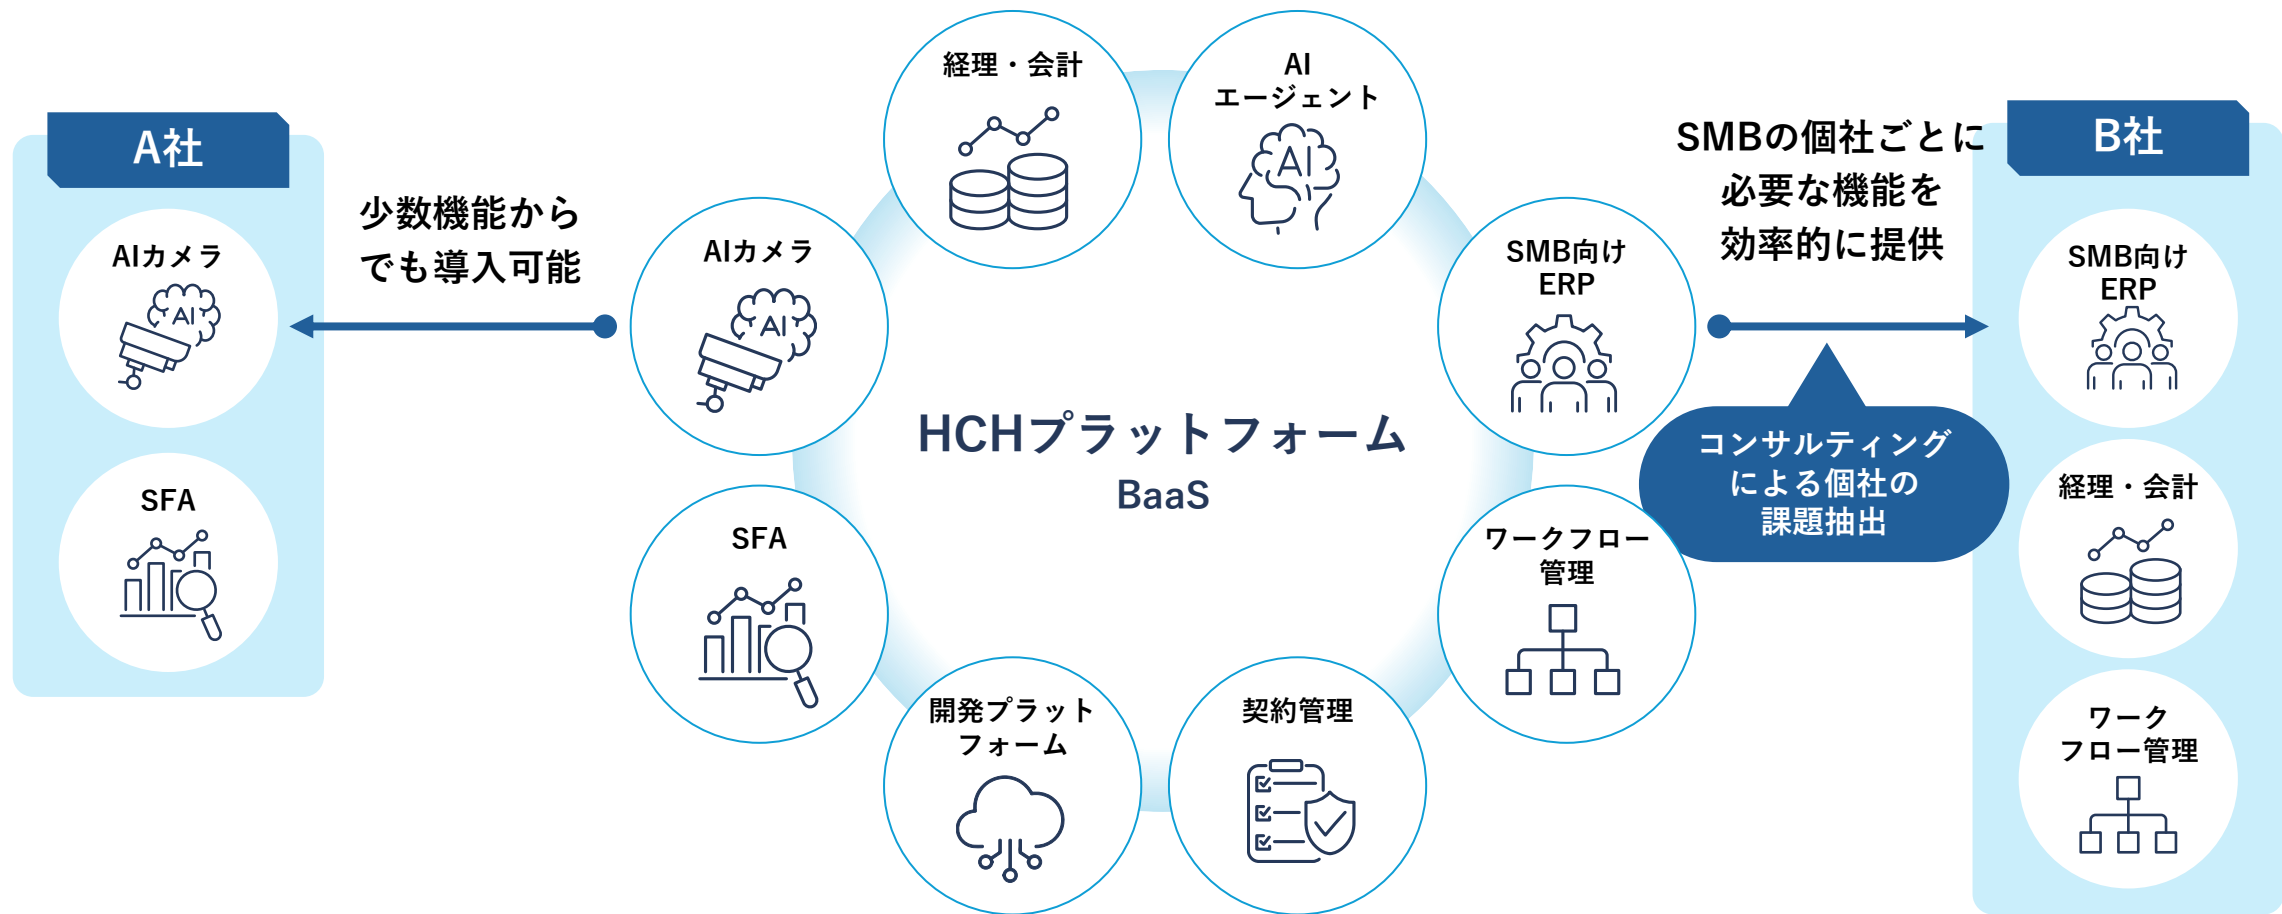 A社
AIカメラ
AI
SFA
少数機能から
でも導入可能
経理・会計
AI
エージェント
AI
AIカメラ
AI
SMB向け
ERP
HCHプラットフォーム
BaaS
SFA
ワークフロー
管理
開発プラット
フォーム
契約管理
SMBの個社ごとに
必要な機能を
効率的に提供
コンサルティング
による個社の
課題抽出
B社
SMB向け
ERP
経理・会計
ワーク
フロー管理